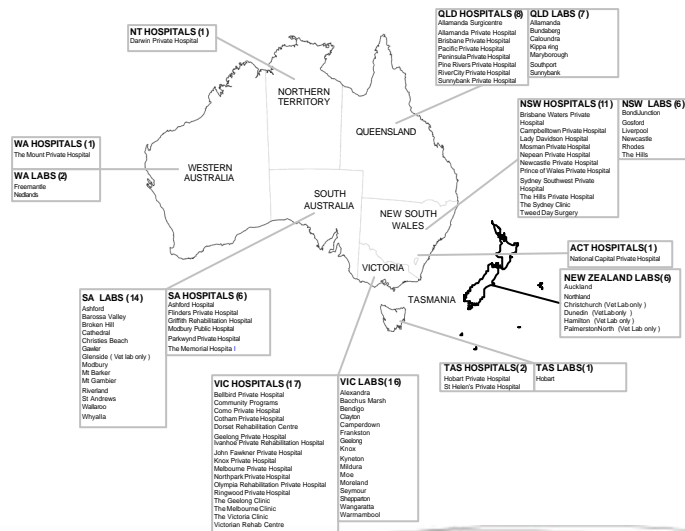 NT HOSPITALS (1)
Darwin Private Hospital
QLD HOSPITALS (8)
Allamanda Surgicentre
Allamanda Private Hospital
Brisbane Private Hospital
Pacific Private Hospital
Peninsula Private Hospital
Pine Rivers Private Hospital
RiverCity Private Hospital
Sunnybank Private Hospital
QLD LABS (7)
Allamanda
Bundaberg
Caloundra
Kippa ring
Maryborough
Southport
Sunnybank
NORTHERN
TERRITORY
QUEENSLAND
NSW HOSPITALS (11)
Brisbane Waters Private
Hospital
Campbelltown Private Hospital
Lady Davidson Hospital
Mosman Private Hospital
Nepean Private Hospital
Newcastle Private Hospital
Prince of Wales Private Hospital
Sydney Southwest Private
Hospital
The Hills Private Hospital
The Sydney Clinic
Tweed Day Surgery
NSW LABS (6)
BondiJunction
Gosford
Liverpool
Newcastle
Rhodes
The Hills
WA HOSPITALS (1)
The Mount Private Hospital
WA LABS (2)
Freemantle
Nedlands
WESTERN
AUSTRALIA
SOUTH
AUSTRALIA
NEW SOUTH
WALES
VICTORIA
TASMANIA
ACT HOSPITALS (1)
National Capital Private Hospital
NEW ZEALAND LABS(6)
Auckland
Northland
Christchurch (Vet Lab only )
Dunedin (VetLab only )
Hamilton (Vet Lab only )
PalmerstonNorth (Vet Lab only )
SA LABS (14)
Ashford
Barossa Valley
Broken Hill
Cathedral
Christies Beach
Gawler
Glenside ( Vet lab only )
Modbury
Mt Barker
Mt Gambier
Riverland
St Andrews
Wallaroo
Whyalla
SA HOSPITALS (6)
Ashford Hospital
Flinders Private Hospital
Griffith Rehabilitation Hospital
Modbury Public Hospital
Parkwynd Private Hospital
The Memorial Hospital
TAS HOSPITALS(2)
Hobart Private Hospital
St Helen's Private Hospital
TAS LABS(1)
Hobart
VIC HOSPITALS (17)
Bellbird Private Hospital
Community Programs
Como Private Hospital
Cotham Private Hospital
Dorset Rehabilitation Centre
Geelong Private Hospital
Ivanhoe Private Rehabilitation Hospital
John Fawkner Private Hospital
Knox Private Hospital
Melbourne Private Hospital
Northpark Private Hospital
Olympia Rehabilitation Private Hospital
Ringwood Private Hospital
The Geelong Clinic
The Melbourne Clinic
The Victoria Clinic
Victorian Rehab Centre
VIC LABS (16)
Alexandra
Bacchus Marsh
Bendigo
Clayton
Camperdown
Frankston
Geelong
Knox
Kyneton
Mildura
Moe
Moreland
Seymour
Shepparton
Wangaratta
Warrnambool